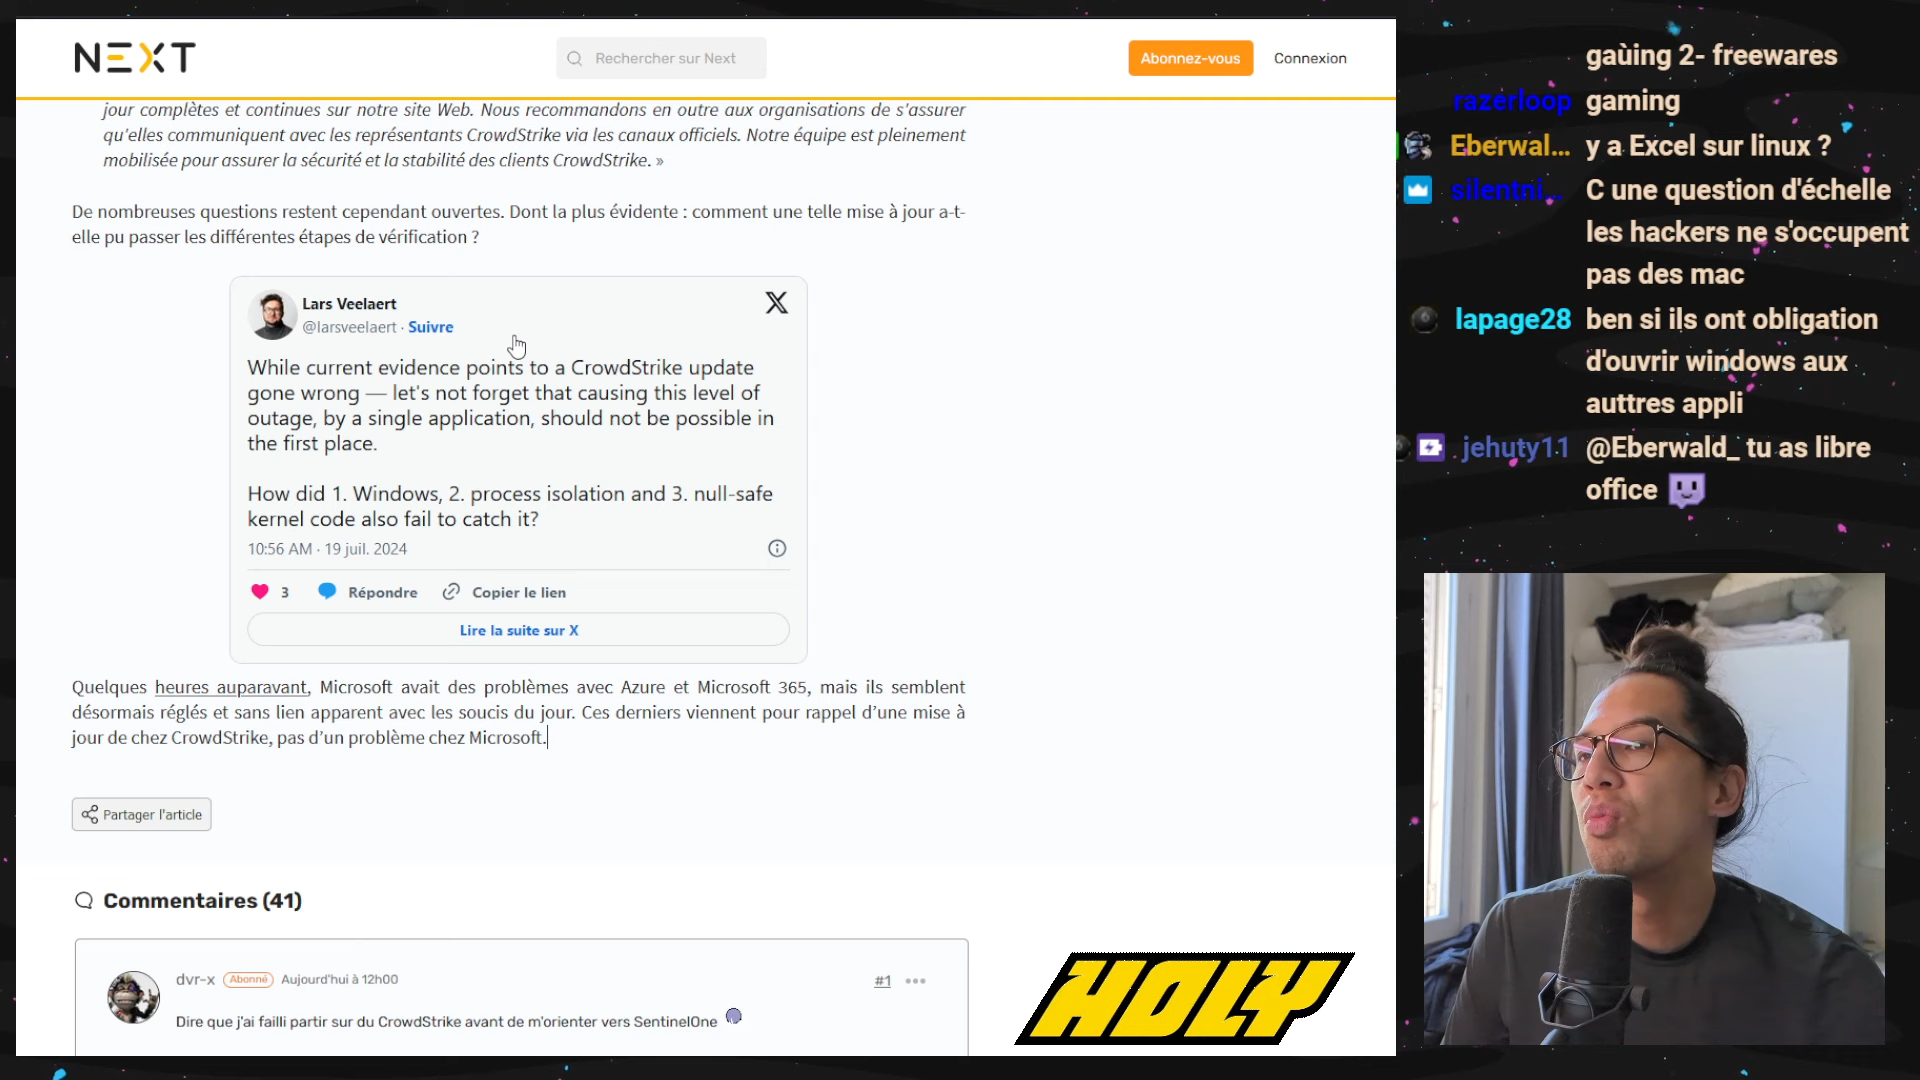 NEXT
Rechercher sur Next
Abonnez-vous
Connexion
jour complètes et continues sur notre site Web. Nous recommandons en outre aux organisations de s'assurer
qu'elles communiquent avec les représentants CrowdStrike via les canaux officiels. Notre équipe est pleinement
mobilisée pour assurer la sécurité et la stabilité des clients CrowdStrike. »
De nombreuses questions restent cependant ouvertes. Dont la plus évidente : comment une telle mise à jour a-t-
elle pu passer les différentes étapes de vérification ?
Lars Veelaert
@larsveelaert · Suivre
While current evidence points to a CrowdStrike update
gone wrong — let's not forget that causing this level of
outage, by a single application, should not be possible in
the first place.
How did 1. Windows, 2. process isolation and 3. null-safe
kernel code also fail to catch it?
10:56 AM · 19 juil. 2024
3 Répondre Copier le lien
Lire la suite sur X
Quelques heures auparavant, Microsoft avait des problèmes avec Azure et Microsoft 365, mais ils semblent
désormais réglés et sans lien apparent avec les soucis du jour. Ces derniers viennent pour rappel d'une mise à
jour de chez CrowdStrike, pas d'un problème chez Microsoft.
Partager l'article
Commentaires (41)
dvr-x Abonné Aujourd'hui à 12h00 #1
Dire que j'ai failli partir sur du CrowdStrike avant de m'orienter vers SentinelOne
HOLY
gaùing 2- freewares
razerloop gaming
Eberwal... y a Excel sur linux ?
silentni... C une question d'échelle
les hackers ne s'occupent
pas des mac
lapage28 ben si ils ont obligation
d'ouvrir windows aux
auttres appli
jehuty11 @Eberwald_ tu as libre
office